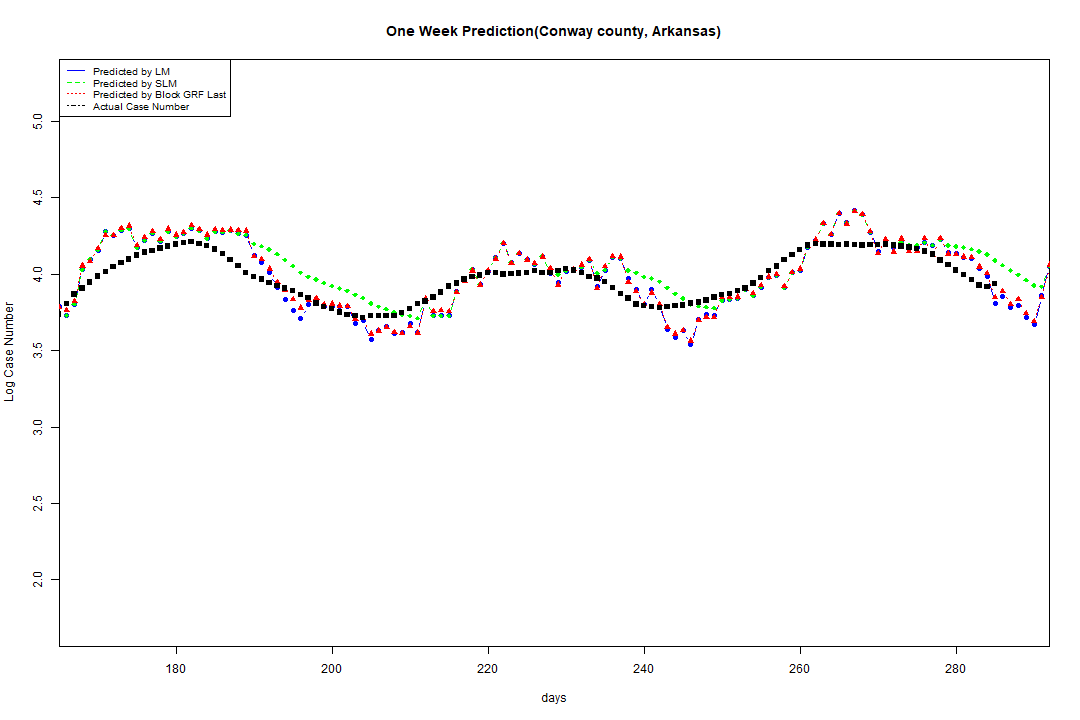 One Week Prediction(Conway county, Arkansas)
Predicted by LM
Predicted by SLM
Predicted by Block GRF Last
Actual Case Number
5.0
4.5
4.0
3.5
3.0
2.5
2.0
Log Case Number
180
200
220
240
260
280
days